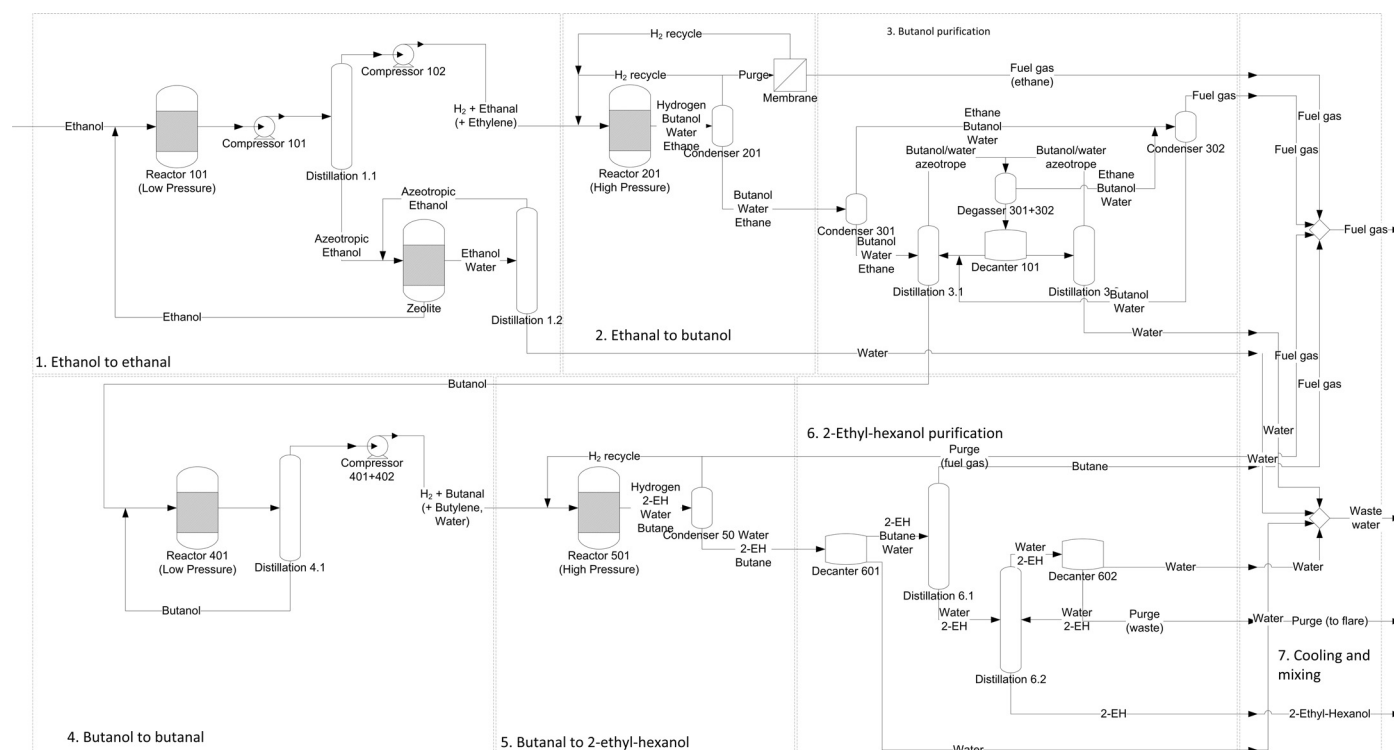 H₂ recycle
3. Butanol purification
Compressor 102
H₂ recycle
Purge
Membrane
Fuel gas
(ethane)
Fuel gas
Fuel gas
Ethanol
Reactor 101
(Low Pressure)
Compressor 101
H₂ + Ethanal
(+ Ethylene)
Distillation 1.1
Reactor 201
(High Pressure)
Hydrogen
Butanol
Water
Ethane
Condenser 201
Ethane
Butanol
Water
Condenser 302
Butanol/water
azeotrope
Butanol/water
azeotrope
Fuel gas
Ethane
Butanol
Water
Degasser 301+302
Azeotropic
Ethanol
Butanol
Water
Ethane
Condenser 301
Fuel gas
Azeotropic
Ethanol
Ethanol
Water
Butanol
Water
Ethane
Decanter 101
Distillation 3.1
Distillation 3.
Butanol
Water
Zeolite
Ethanol
Distillation 1.2
2. Ethanal to butanol
Water
1. Ethanol to ethanal
Water
Fuel gas
Butanol
Fuel gas
6. 2-Ethyl-hexanol purification
Water
Compressor
401+402
H₂ recycle
Purge
(fuel gas)
Butane
Water
H₂ + Butanal
(+ Butylene,
Water)
Hydrogen
2-EH
Water
Butane
Reactor 401
(Low Pressure)
Distillation 4.1
Reactor 501
(High Pressure)
Condenser 50
Water
2-EH
Butane
2-EH
Butane
Water
Waste
water
Decanter 601
Water
2-EH
Decanter 602
Water
Water
Distillation 6.1
Butanol
Water
2-EH
Water
2-EH
Purge
(waste)
Water
Purge (to flare)
Distillation 6.2
7. Cooling and
mixing
2-EH
2-Ethyl-Hexanol
4. Butanol to butanal
5. Butanal to 2-ethyl-hexanol
Water